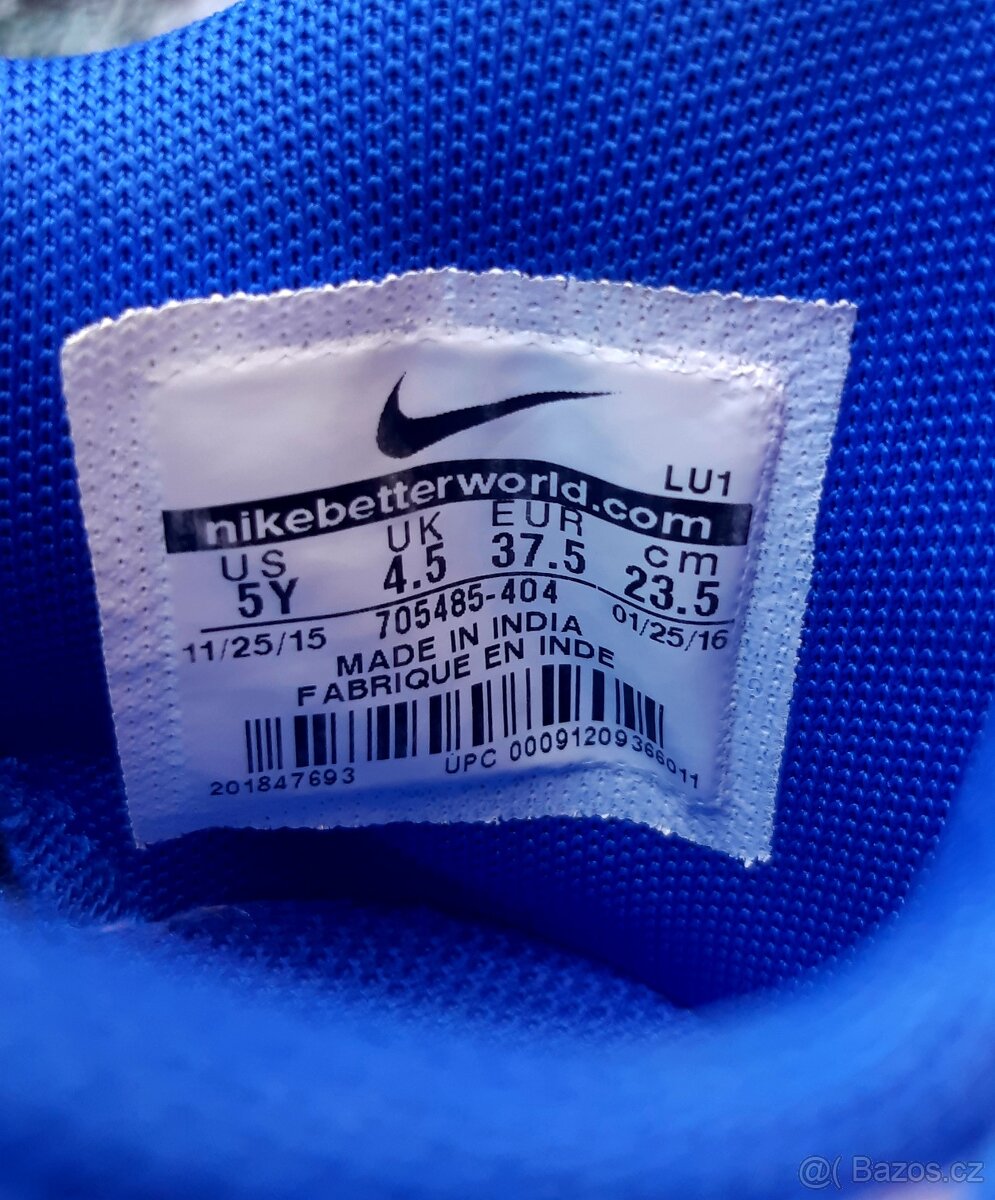 LU1
nikebetterworld.com
US UK EUR cm
5Y 4.5 37.5 23.5
11/25/15 705485-404 01/25/16
MADE IN INDIA
FABRIQUE EN INDE
201847693 UPC 00091209366011
@( Bazos.cz